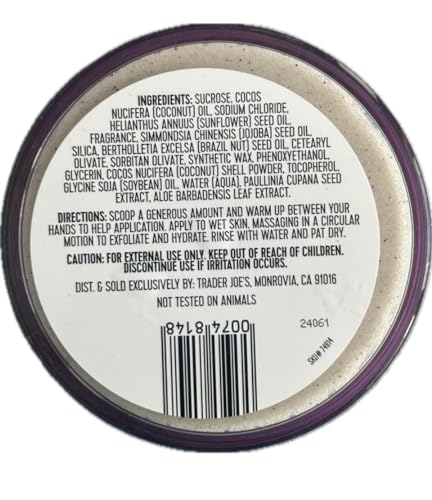 INGREDIENTS: SUCROSE, COCOS
NUCIFERA (COCONUT) OIL, SODIUM CHLORIDE,
HELIANTHUS ANNUUS (SUNFLOWER) SEED OIL,
FRAGRANCE, SIMMONDSIA CHINENSIS (JOJOBA) SEED OIL,
SILICA, BERTHOLLETIA EXCELSA (BRAZIL NUT) SEED OIL, CETEARYL
OLIVATE, SORBITAN OLIVATE, SYNTHETIC WAX, PHENOXYETHANOL,
GLYCERIN, COCOS NUCIFERA (COCONUT) SHELL POWDER, TOCOPHEROL,
GLYCINE SOJA (SOYBEAN) OIL, WATER (AQUA), PAULLINIA CUPANA SEED
EXTRACT, ALOE BARBADENSIS LEAF EXTRACT.
DIRECTIONS: SCOOP A GENEROUS AMOUNT AND WARM UP BETWEEN YOUR
HANDS TO HELP APPLICATION. APPLY TO WET SKIN, MASSAGING IN A CIRCULAR
MOTION TO EXFOLIATE AND HYDRATE. RINSE WITH WATER AND PAT DRY.
CAUTION: FOR EXTERNAL USE ONLY. KEEP OUT OF REACH OF CHILDREN.
DISCONTINUE USE IF IRRITATION OCCURS.
DIST. & SOLD EXCLUSIVELY BY: TRADER JOE'S, MONROVIA, CA 91016
NOT TESTED ON ANIMALS
0074 8148
24061
SKU# 74814